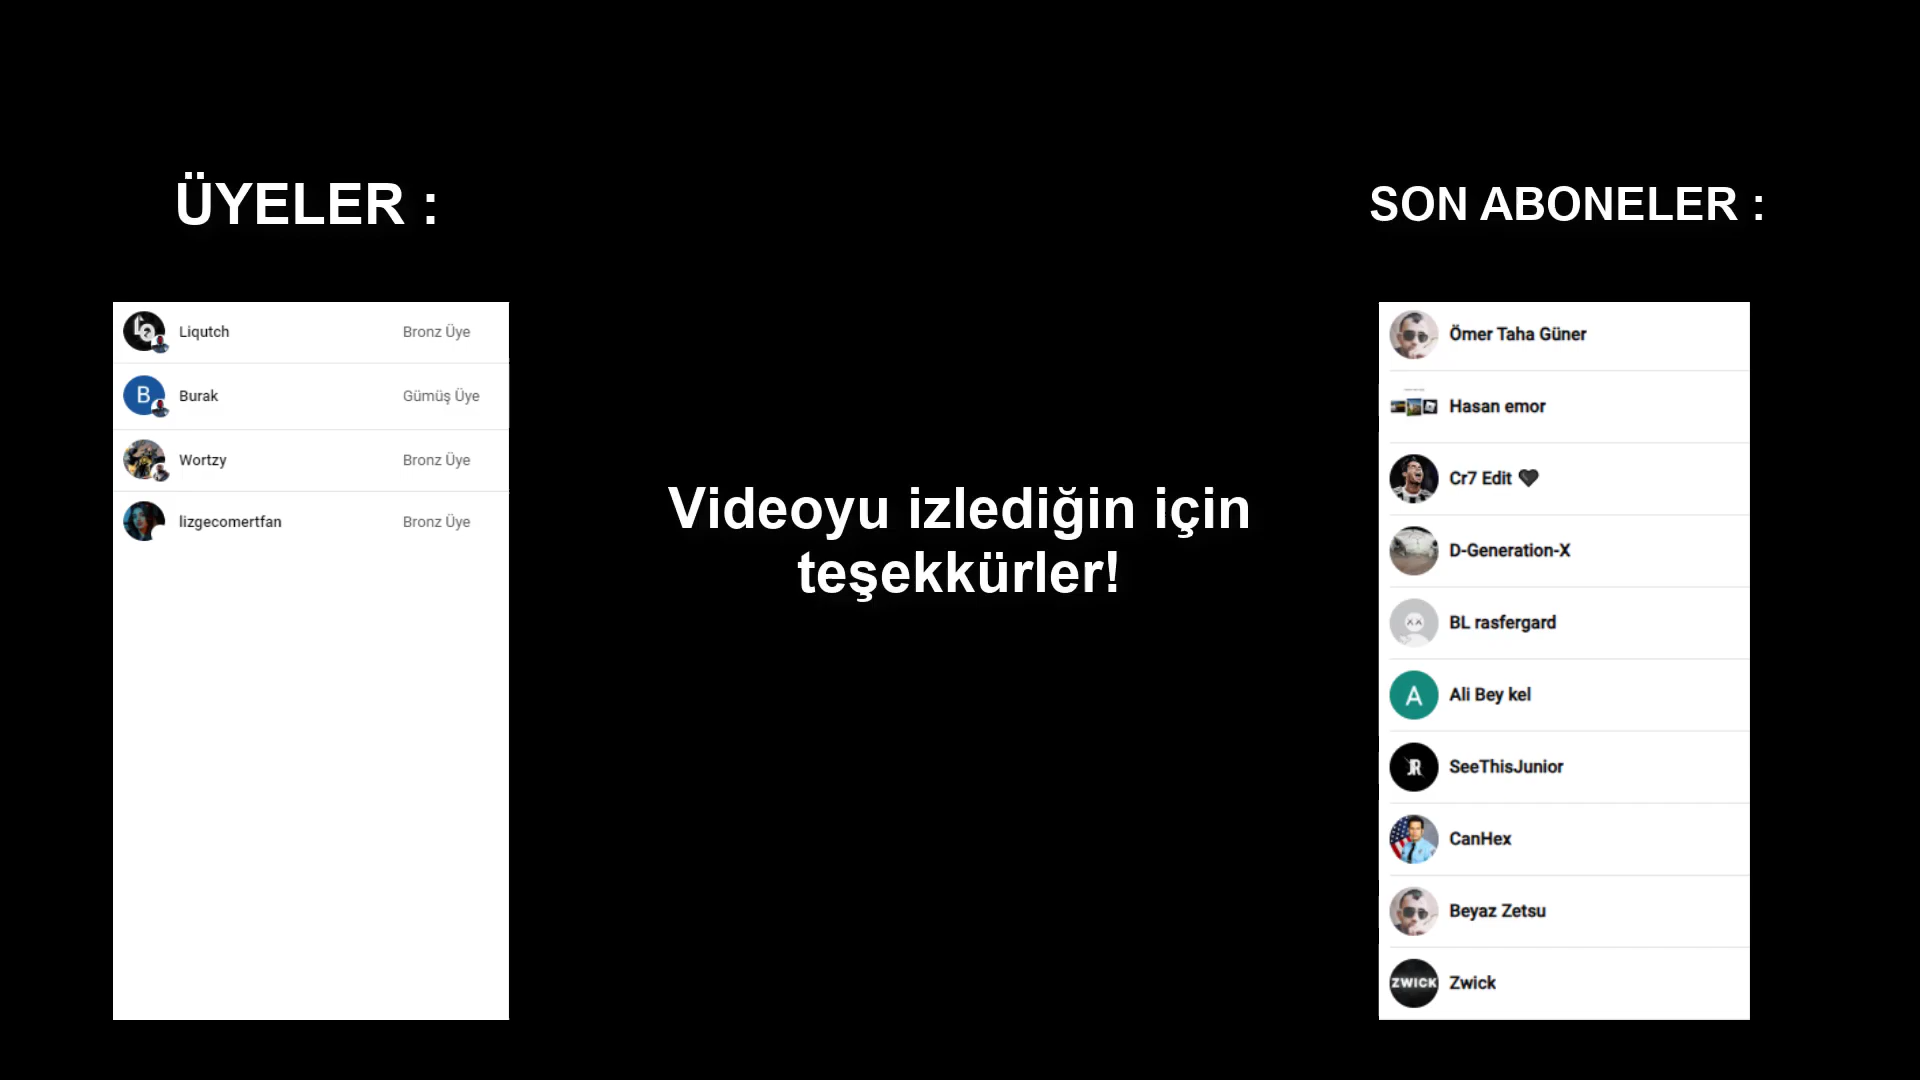 ÜYELER :
Liqutch Bronz Üye
B Burak Gümüş Üye
Wortzy Bronz Üye
lizgecomertfan Bronz Üye
Videoyu izlediğin için
teşekkürler!
SON ABONELER :
Ömer Taha Güner
Hasan emor
Cr7 Edit 🖤
D-Generation-X
BL rasfergard
A Ali Bey kel
SeeThisJunior
CanHex
Beyaz Zetsu
ZWICK Zwick